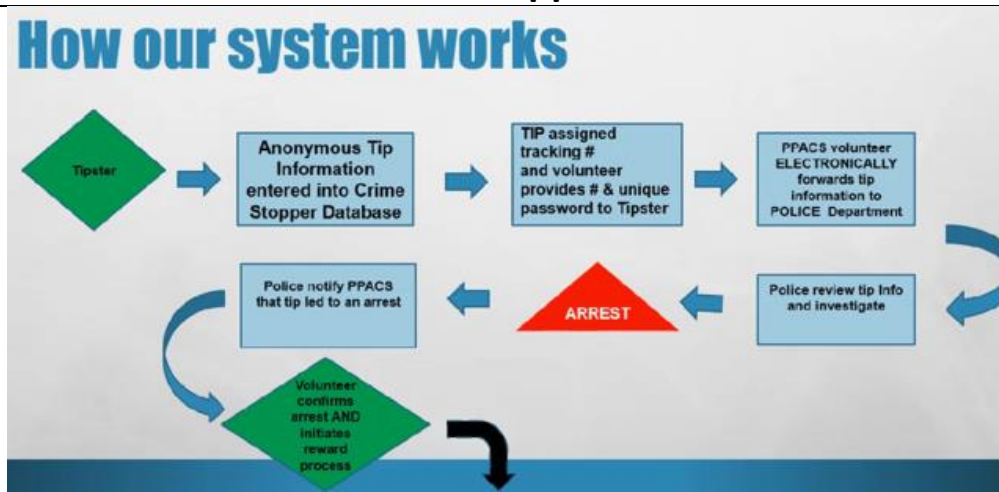 How our system works
Tipster
Anonymous Tip
Information
entered into Crime
Stopper Database
TIP assigned
tracking #
and volunteer
provides # & unique
password to Tipster
PPACS volunteer
ELECTRONICALLY
forwards tip
information to
POLICE Department
Police review tip Info
and investigate
ARREST
Police notify PPACS
that tip led to an arrest
Volunteer
confirms
arrest AND
initiates
reward
process